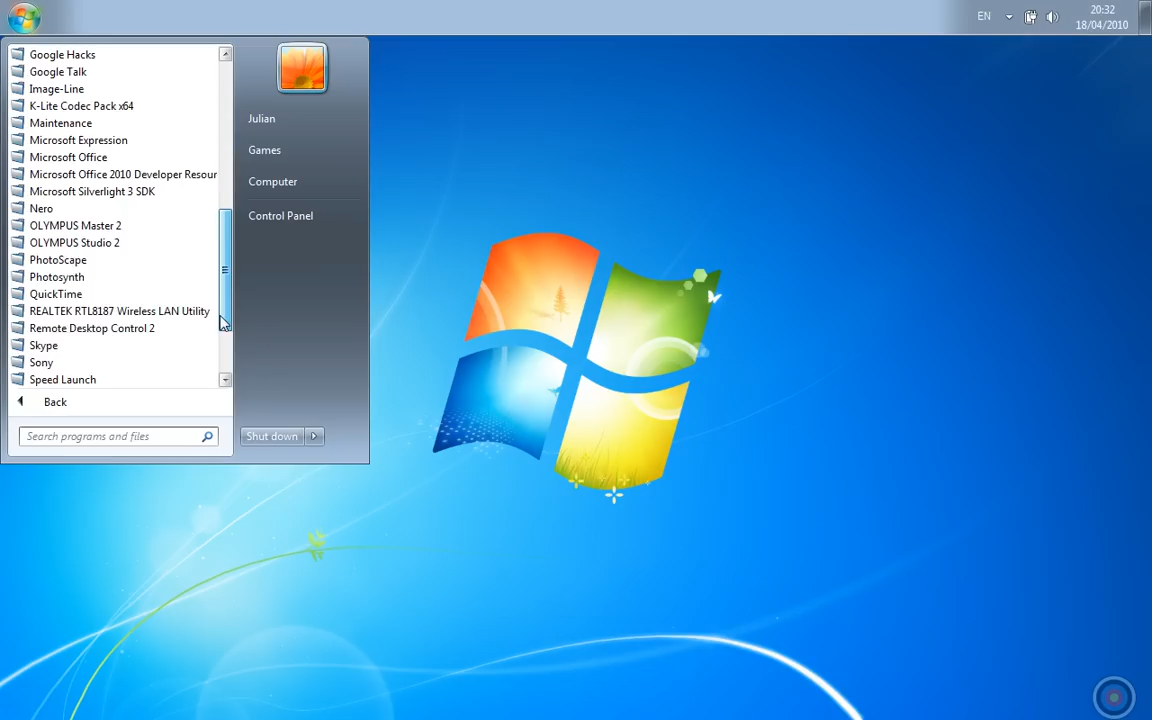 EN
20:32
18/04/2010
Google Hacks
Google Talk
Image-Line
K-Lite Codec Pack x64
Maintenance
Microsoft Expression
Microsoft Office
Microsoft Office 2010 Developer Resour
Microsoft Silverlight 3 SDK
Nero
OLYMPUS Master 2
OLYMPUS Studio 2
PhotoScape
Photosynth
QuickTime
REALTEK RTL8187 Wireless LAN Utility
Remote Desktop Control 2
Skype
Sony
Speed Launch
Back
Search programs and files
Julian
Games
Computer
Control Panel
Shut down